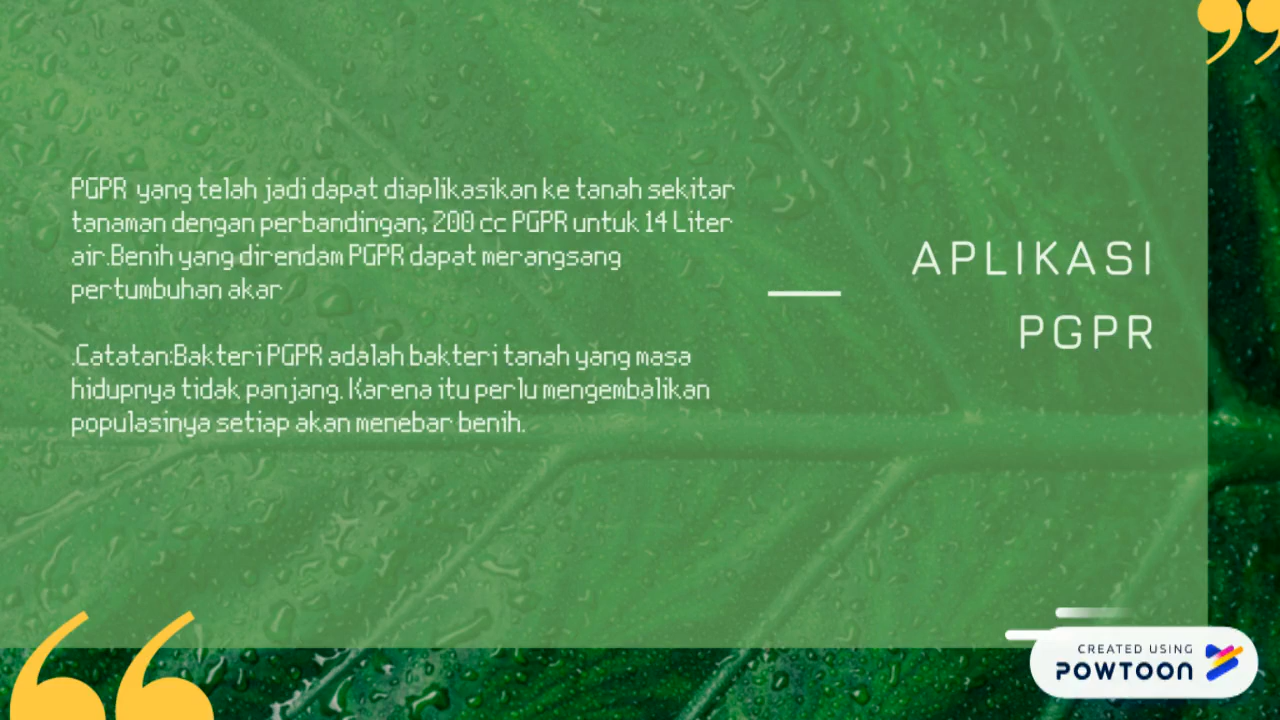 PGPR yang telah jadi dapat diaplikasikan ke tanah sekitar
tanaman dengan perbandingan; 200 cc PGPR untuk 14 Liter
air.Benih yang direndam PGPR dapat merangsang
pertumbuhan akar
.Catatan:Bakteri PGPR adalah bakteri tanah yang masa
hidupnya tidak panjang. Karena itu perlu mengembalikan
populasinya setiap akan menebar benih.
APLIKASI
PGPR
CREATED USING
POWTOON